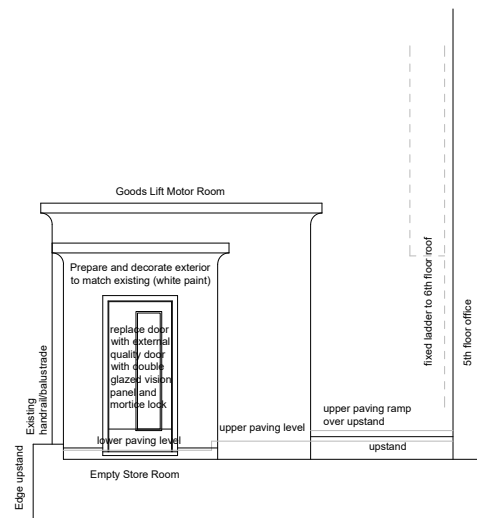 Goods Lift Motor Room
Prepare and decorate exterior
to match existing (white paint)
replace door
with external
quality door
with double
glazed vision
panel and
mortice lock
lower paving level
upper paving level
upper paving ramp
over upstand
upstand
Empty Store Room
Existing
handrail/balustrade
Edge upstand
fixed ladder to 6th floor roof
5th floor office